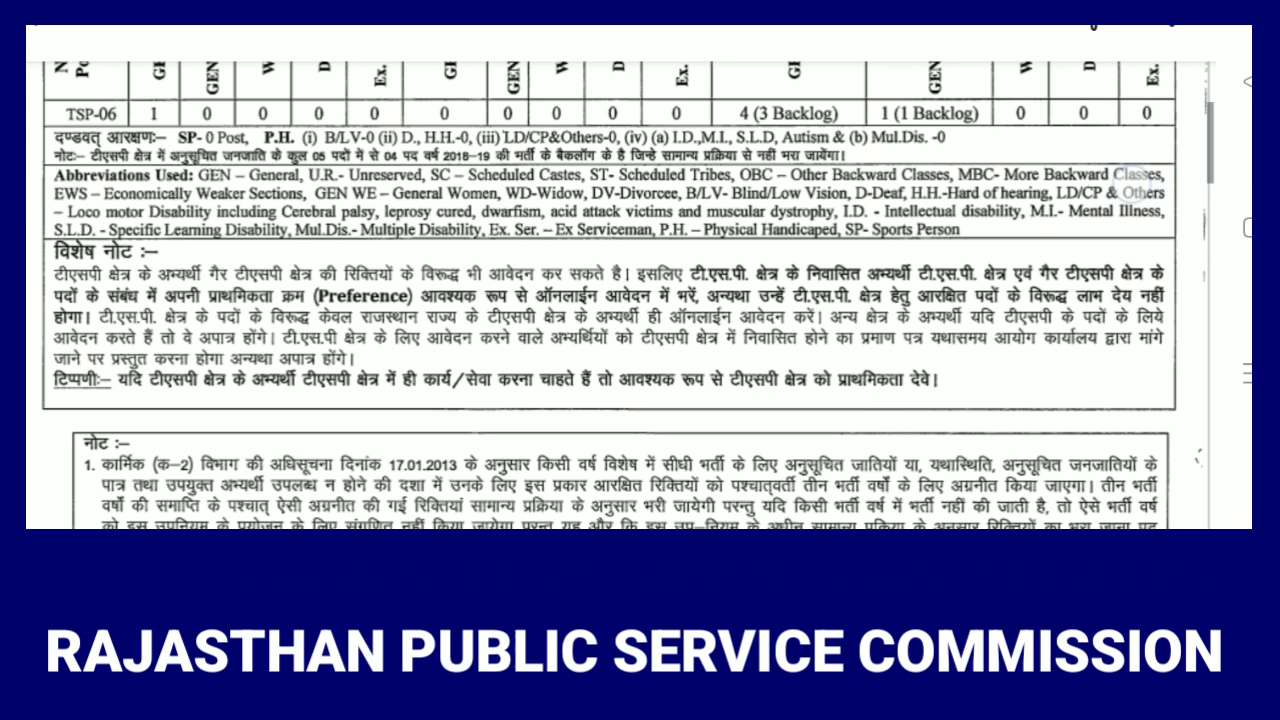 GEN
GEN
Ex.
GEN
Ex.
GEN
Ex.
TSP-06 1 0 0 0 0 0 0 0 0 0 4 (3 Backlog) 1 (1 Backlog) 0 0 0
दण्डवत् आरक्षणः– SP- 0 Post, P.H. (i) B/LV-0 (ii) D., H.H.-0, (iii) LD/CP&Others-0, (iv) (a) I.D.,M.I., S.L.D, Autism & (b) Mul.Dis. -0
नोटः– टीएसपी क्षेत्र में अनुसूचित जनजाति के कुल 05 पदों में से 04 पद वर्ष 2018–19 की भर्ती के बैकलॉग के है जिन्हे सामान्य प्रक्रिया से नही भरा जायेंगा।
Abbreviations Used: GEN – General, U.R.- Unreserved, SC – Scheduled Castes, ST- Scheduled Tribes, OBC – Other Backward Classes, MBC- More Backward Classes,
EWS – Economically Weaker Sections, GEN WE – General Women, WD-Widow, DV-Divorcee, B/LV- Blind/Low Vision, D-Deaf, H.H.-Hard of hearing, LD/CP & Others
– Loco motor Disability including Cerebral palsy, leprosy cured, dwarfism, acid attack victims and muscular dystrophy, I.D. - Intellectual disability, M.I.- Mental Illness,
S.L.D. - Specific Learning Disability, Mul.Dis.- Multiple Disability, Ex. Ser. – Ex Serviceman, P.H. – Physical Handicaped, SP- Sports Person
विशेष नोट :–
टीएसपी क्षेत्र के अभ्यर्थी गैर टीएसपी क्षेत्र की रिक्तियों के विरूद्ध भी आवेदन कर सकते है। इसलिए टी.एस.पी. क्षेत्र के निवासित अभ्यर्थी टी.एस.पी. क्षेत्र एवं गैर टीएसपी क्षेत्र के
पदों के संबंध में अपनी प्राथमिकता क्रम (Preference) आवश्यक रूप से ऑनलाईन आवेदन में भरें, अन्यथा उन्हें टी.एस.पी. क्षेत्र हेतु आरक्षित पदों के विरूद्ध लाभ देय नहीं
होगा। टी.एस.पी. क्षेत्र के पदों के विरूद्ध केवल राजस्थान राज्य के टीएसपी क्षेत्र के अभ्यर्थी ही ऑनलाईन आवेदन करें। अन्य क्षेत्र के अभ्यर्थी यदि टीएसपी के पदों के लिये
आवेदन करते हैं तो वे अपात्र होंगे। टी.एस.पी क्षेत्र के लिए आवेदन करने वाले अभ्यर्थियों को टीएसपी क्षेत्र में निवासित होने का प्रमाण पत्र यथासमय आयोग कार्यालय द्वारा मांगे
जाने पर प्रस्तुत करना होगा अन्यथा अपात्र होंगे।
टिप्पणीः– यदि टीएसपी क्षेत्र के अभ्यर्थी टीएसपी क्षेत्र में ही कार्य/सेवा करना चाहते हैं तो आवश्यक रूप से टीएसपी क्षेत्र को प्राथमिकता देवे।
नोट :–
1. कार्मिक (क–2) विभाग की अधिसूचना दिनांक 17.01.2013 के अनुसार किसी वर्ष विशेष में सीधी भर्ती के लिए अनुसूचित जातियों या, यथास्थिति, अनुसूचित जनजातियों के
पात्र तथा उपयुक्त अभ्यर्थी उपलब्ध न होने की दशा में उनके लिए इस प्रकार आरक्षित रिक्तियों को पश्चात्वर्ती तीन भर्ती वर्षों के लिए अग्रनीत किया जाएगा। तीन भर्ती
वर्षों की समाप्ति के पश्चात् ऐसी अग्रनीत की गई रिक्तियां सामान्य प्रक्रिया के अनुसार भरी जायेगी परन्तु यदि किसी भर्ती वर्ष में भर्ती नहीं की जाती है, तो ऐसे भर्ती वर्ष
RAJASTHAN PUBLIC SERVICE COMMISSION